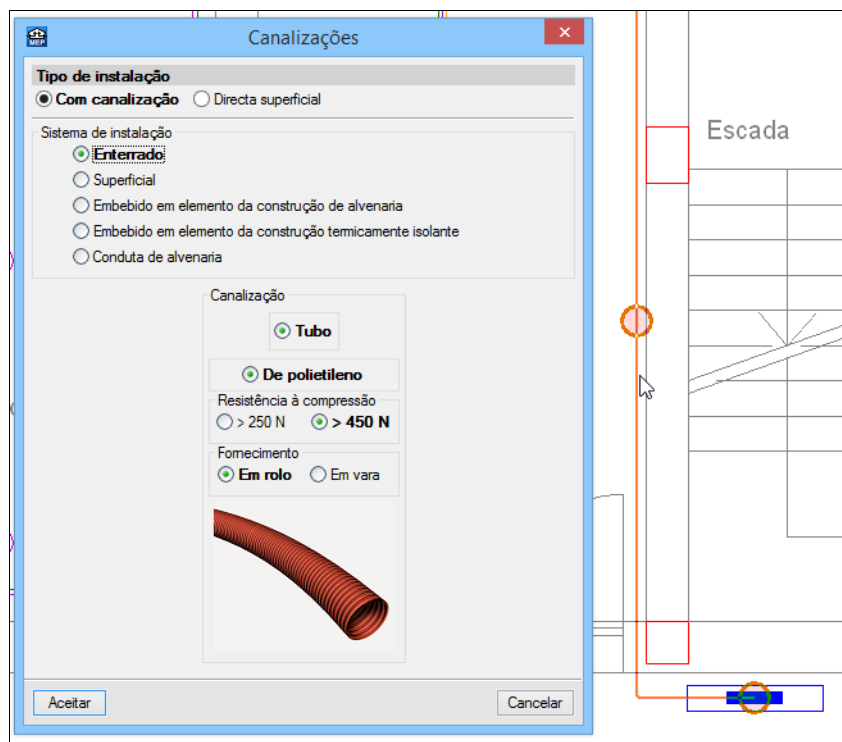 MEP
Canalizações
Tipo de instalação
Com canalização Directa superficial
Sistema de instalação
Enterrado
Superficial
Embebido em elemento da construção de alvenaria
Embebido em elemento da construção termicamente isolante
Conduta de alvenaria
Canalização
Tubo
De polietileno
Resistência à compressão
> 250 N > 450 N
Fornecimento
Em rolo Em vara
Aceitar Cancelar
Escada